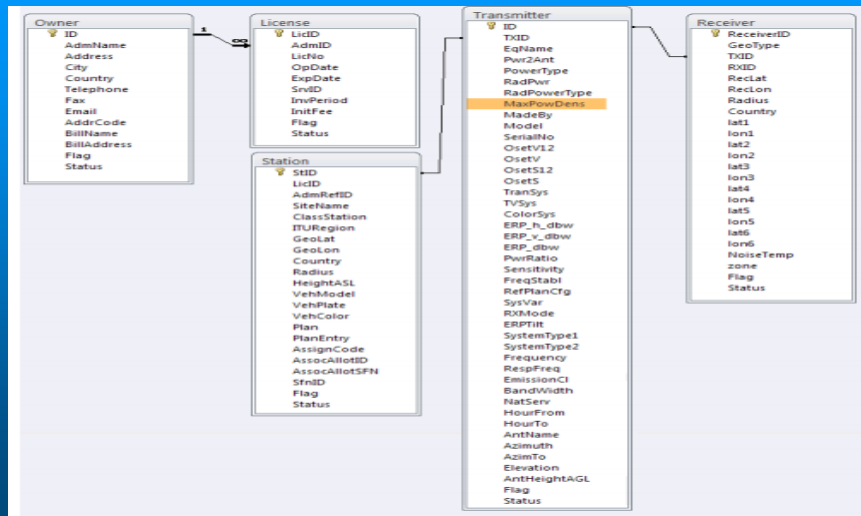 Owner
ID
AdmName
Address
City
Country
Telephone
Fax
Email
AddrCode
BillName
BillAddress
Flag
Status
1
∞
License
LicID
AdmID
LicNo
OpDate
ExpDate
SrvID
InvPeriod
InitFee
Flag
Status
Station
StID
LicID
AdmRefID
SiteName
ClassStation
ITURegion
GeoLat
GeoLon
Country
Radius
HeightASL
VehModel
VehPlate
VehColor
Plan
PlanEntry
AssignCode
AssocAllotID
AssocAllotSFN
SfnID
Flag
Status
Transmitter
ID
TXID
EqName
Pwr2Ant
PowerType
RadPwr
RadPowerType
MaxPowDens
MadeBy
Model
SerialNo
OsetV12
OsetV
OsetS12
OsetS
TranSys
TVSys
ColorSys
ERP_h_dbw
ERP_v_dbw
ERP_dbw
PwrRatio
Sensitivity
FreqStabl
RefPlanCfg
SysVar
RXMode
ERPTilt
SystemType1
SystemType2
Frequency
RespFreq
EmissionCl
BandWidth
NatServ
HourFrom
HourTo
AntName
Azimuth
AzimTo
Elevation
AntHeightAGL
Flag
Status
Receiver
ReceiverID
GeoType
TXID
RXID
RecLat
RecLon
Radius
Country
lat1
lon1
lat2
lon2
lat3
lon3
lat4
lon4
lat5
lon5
lat6
lon6
NoiseTemp
zone
Flag
Status